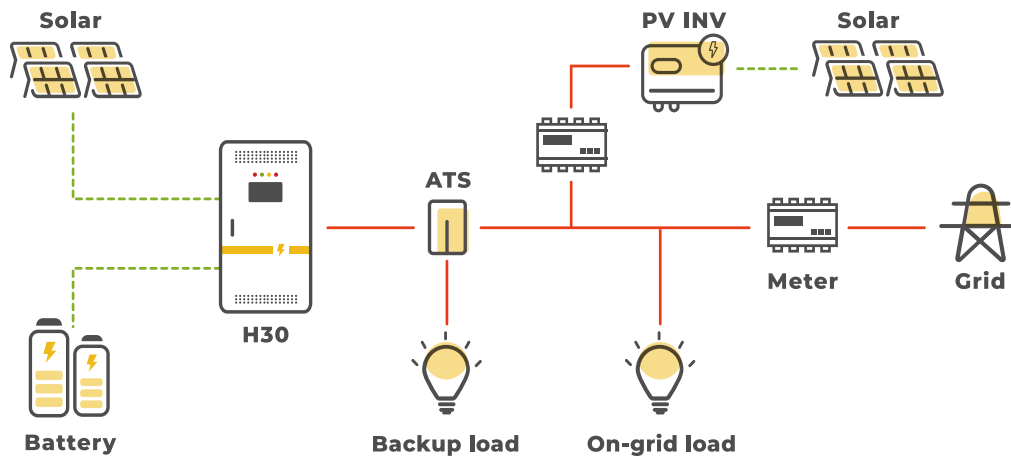 Solar
PV INV
Solar
ATS
Meter
Grid
H30
Battery
Backup load
On-grid load